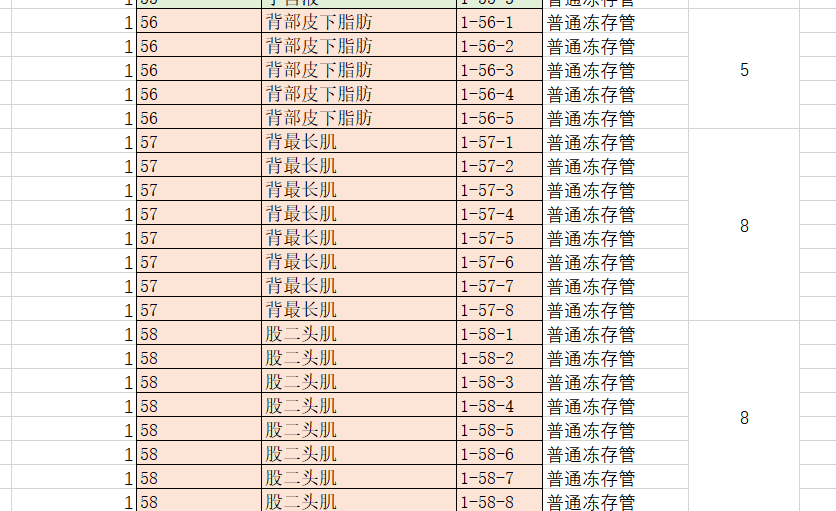 1 56 背部皮下脂肪 1-56-1 普通冻存管
1 56 背部皮下脂肪 1-56-2 普通冻存管
1 56 背部皮下脂肪 1-56-3 普通冻存管 5
1 56 背部皮下脂肪 1-56-4 普通冻存管
1 56 背部皮下脂肪 1-56-5 普通冻存管
1 57 背最长肌 1-57-1 普通冻存管
1 57 背最长肌 1-57-2 普通冻存管
1 57 背最长肌 1-57-3 普通冻存管
1 57 背最长肌 1-57-4 普通冻存管
8
1 57 背最长肌 1-57-5 普通冻存管
1 57 背最长肌 1-57-6 普通冻存管
1 57 背最长肌 1-57-7 普通冻存管
1 57 背最长肌 1-57-8 普通冻存管
1 58 股二头肌 1-58-1 普通冻存管
1 58 股二头肌 1-58-2 普通冻存管
1 58 股二头肌 1-58-3 普通冻存管
1 58 股二头肌 1-58-4 普通冻存管
8
1 58 股二头肌 1-58-5 普通冻存管
1 58 股二头肌 1-58-6 普通冻存管
1 58 股二头肌 1-58-7 普通冻存管
1 58 股二头肌 1-58-8 普通冻存管